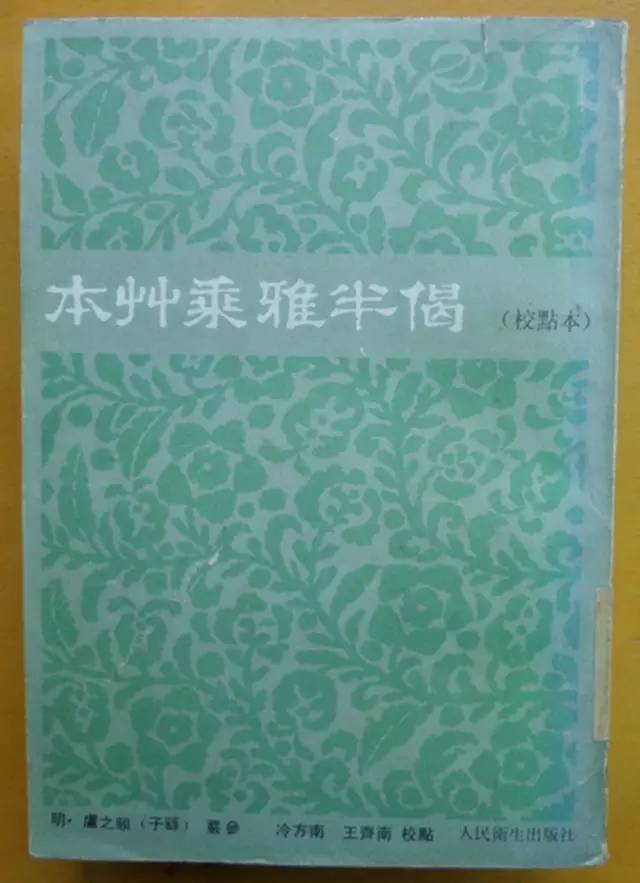 本艸乘雅半偈 （校點本）
明·盧之頤（子繇） 覈參 冷方南 王齊南 校點 人民衛生出版社